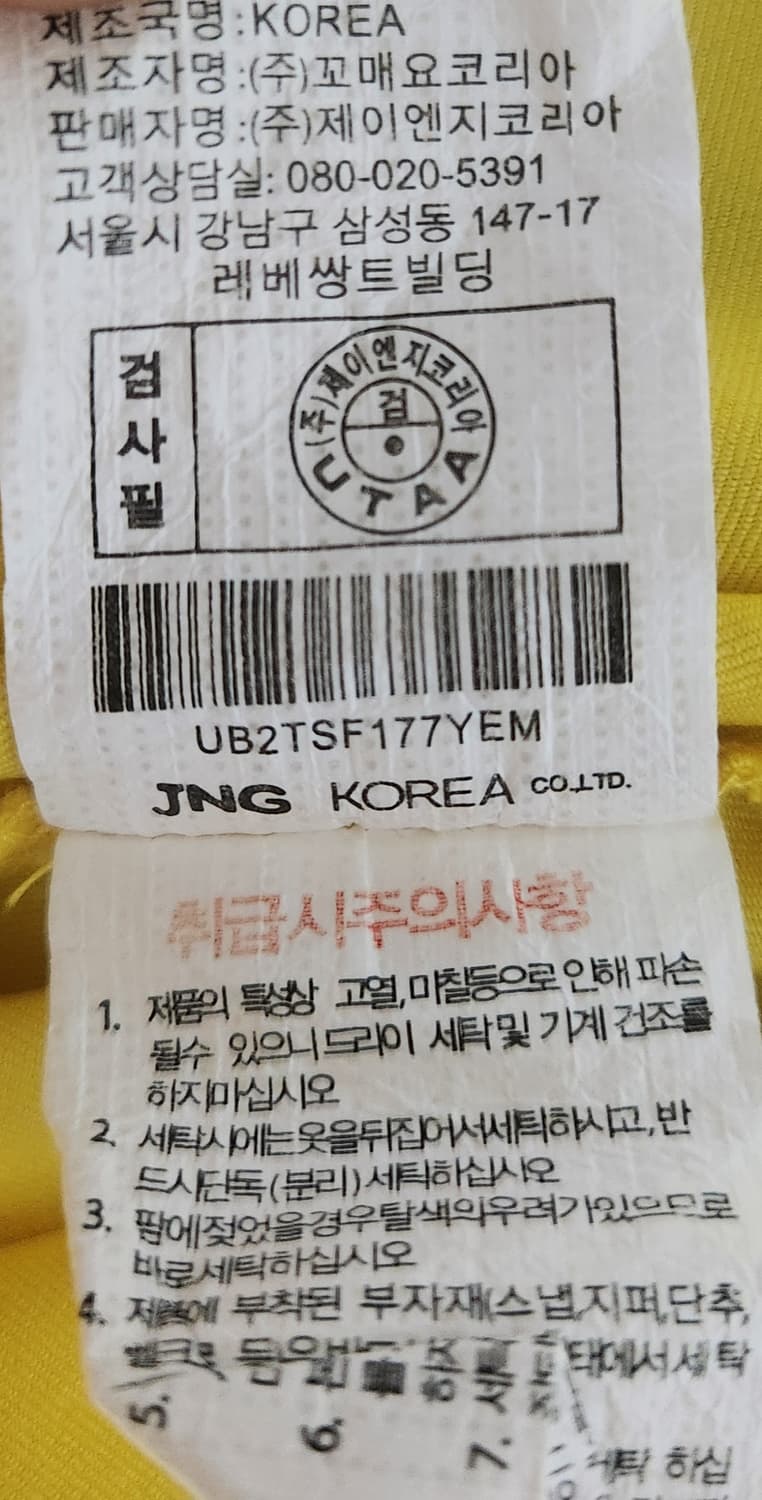 제조국명:KOREA
제조자명:(주)꼬매요코리아
판매자명:(주)제이엔지코리아
고객상담실: 080-020-5391
서울시 강남구 삼성동 147-17
레베쌍트빌딩
검사필
(주)제이엔지코리아
검
UTAA
UB2TSF177YEM
JNG KOREA CO.LTD.
취급시주의사항
1. 제품의 특성상 고열,마찰등으로 인해 파손
될수 있으니 드라이 세탁및 기계 건조를
하지마십시오
2. 세탁시에는옷을뒤집어서세탁하시고,반
드시단독(분리)세탁하십시오
3. 땀에젖었을경우탈색의우려가있으므로
바로세탁하십시오
4. 제품에 부착된 부자재(스냅,지퍼,단추,
벨크로 등
태에서세탁
5.
6.
7.
세탁 하십